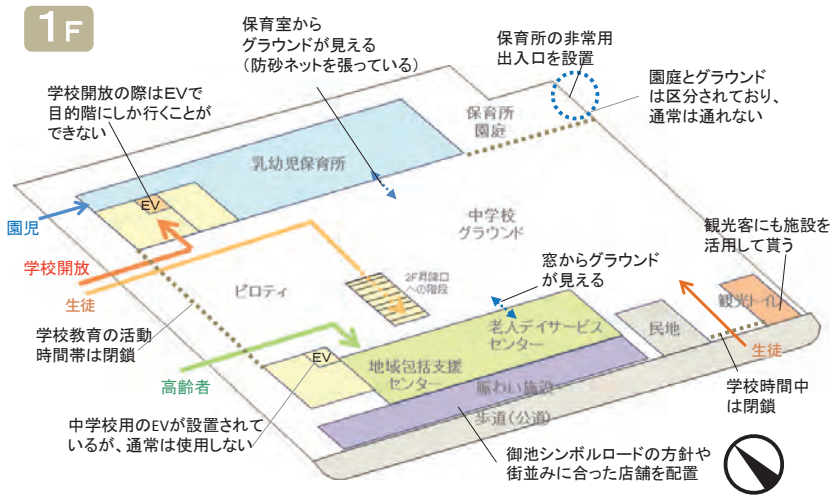 1F
保育室から
グラウンドが見える
（防砂ネットを張っている）
保育所の非常用
出入口を設置
学校開放の際はEVで
目的階にしか行くことが
できない
園庭とグラウンド
は区分されており、
通常は通れない
保育所
園庭
乳幼児保育所
EV
園児
中学校
グラウンド
観光客にも施設を
活用して貰う
学校開放
生徒
2F昇降口
への階段
窓からグラウンド
が見える
ピロティ
観光トイレ
学校教育の活動
時間帯は閉鎖
老人デイサービス
センター
民地
生徒
EV
地域包括支援
センター
高齢者
賑わい施設
学校時間中
は閉鎖
歩道（公道）
中学校用のEVが設置されて
いるが、通常は使用しない
御池シンボルロードの方針や
街並みに合った店舗を配置